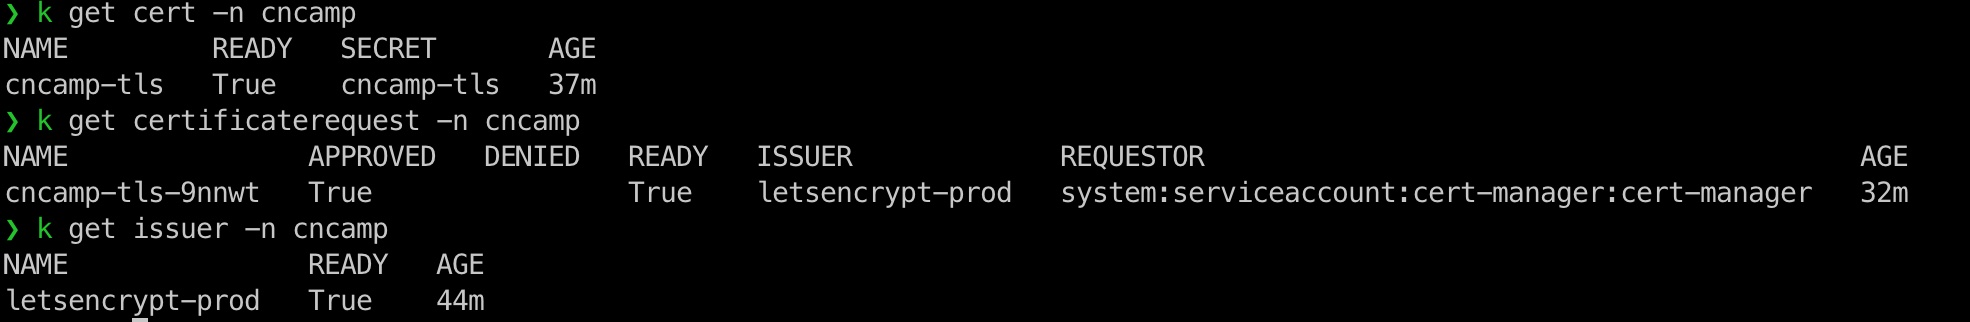 ❯ k get cert -n cncamp
NAME         READY   SECRET       AGE
cncamp-tls   True    cncamp-tls   37m
❯ k get certificaterequest -n cncamp
NAME               APPROVED   DENIED   READY   ISSUER             REQUESTOR                                         AGE
cncamp-tls-9nnwt   True                True    letsencrypt-prod   system:serviceaccount:cert-manager:cert-manager   32m
❯ k get issuer -n cncamp
NAME               READY   AGE
letsencrypt-prod   True    44m